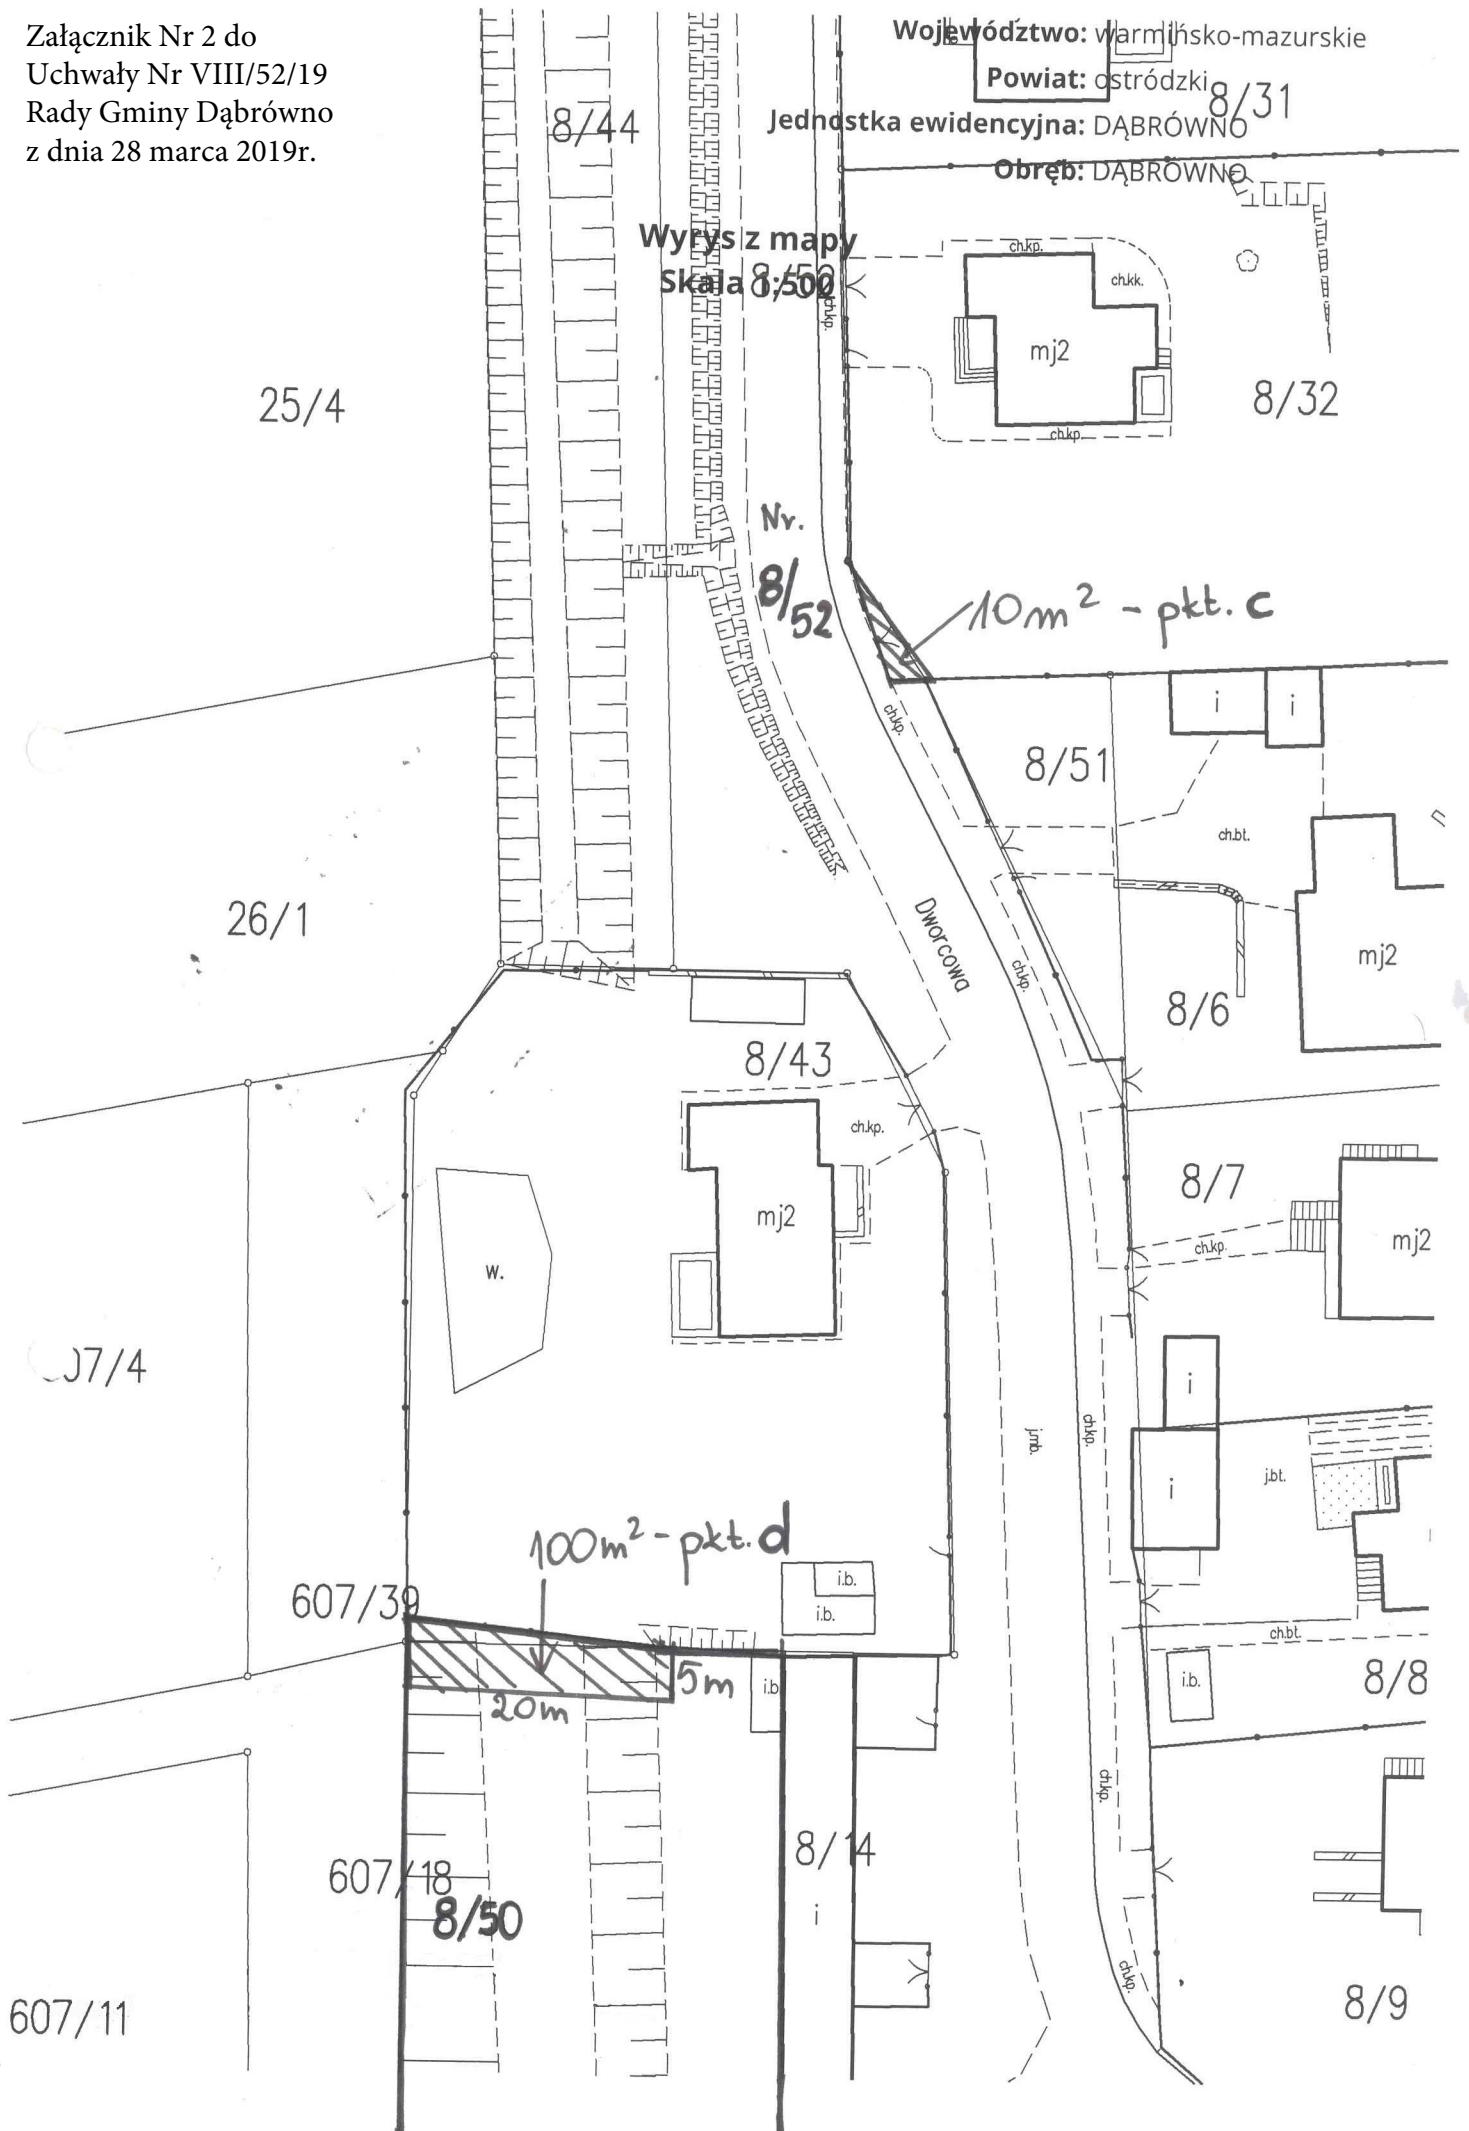 Załącznik Nr 2 do
Uchwały Nr VIII/52/19
Rady Gminy Dąbrówno
z dnia 28 marca 2019r.
Województwo: warmińsko-mazurskie
Powiat: ostródzki
8/31
8/44
Jednostka ewidencyjna: DĄBRÓWNO
Obręb: DĄBRÓWNO
Wyrys z mapy
Skala 1:500
ch.kp.
ch.kk.
ch.kp.
mj2
25/4
8/32
ch.kp.
Nr.
8/52
10m² - pkt. c
i
i
ch.kp.
8/51
ch.bt.
26/1
Dworcowa
mj2
ch.kp.
8/6
8/43
ch.kp.
8/7
mj2
ch.kp.
mj2
w.
07/4
i
ch.kp.
j.mb.
j.bt.
i
100m² - pkt. d
i.b.
607/39
i.b.
ch.bt.
5m
i.b
i.b.
8/8
20m
ch.kp.
8/14
607/18
8/50
i
ch.kp.
607/11
8/9